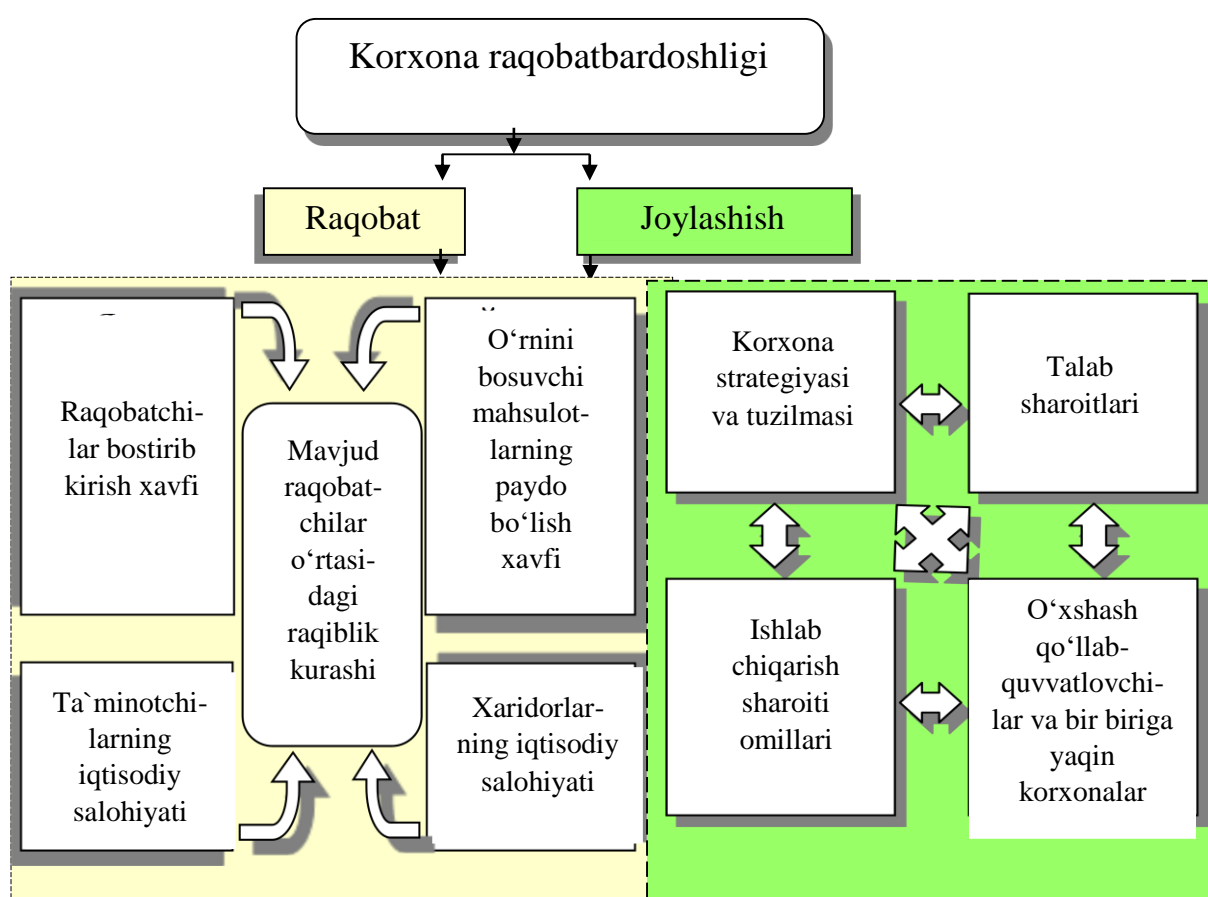 Korxona raqobatbardoshligi
Raqobat
Joylashish
Raqobatchi-
lar bostirib
kirish xavfi
O‘rnini
bosuvchi
mahsulot-
larning
paydo
bo‘lish
xavfi
Mavjud
raqobat-
chilar
o‘rtasi-
dagi
raqiblik
kurashi
Ta`minotchi-
larning
iqtisodiy
salohiyati
Xaridorlar-
ning iqtisodiy
salohiyati
Korxona
strategiyasi
va tuzilmasi
Talab
sharoitlari
Ishlab
chiqarish
sharoiti
omillari
O‘xshash
qo‘llab-
quvvatlovchi-
lar va bir biriga
yaqin
korxonalar